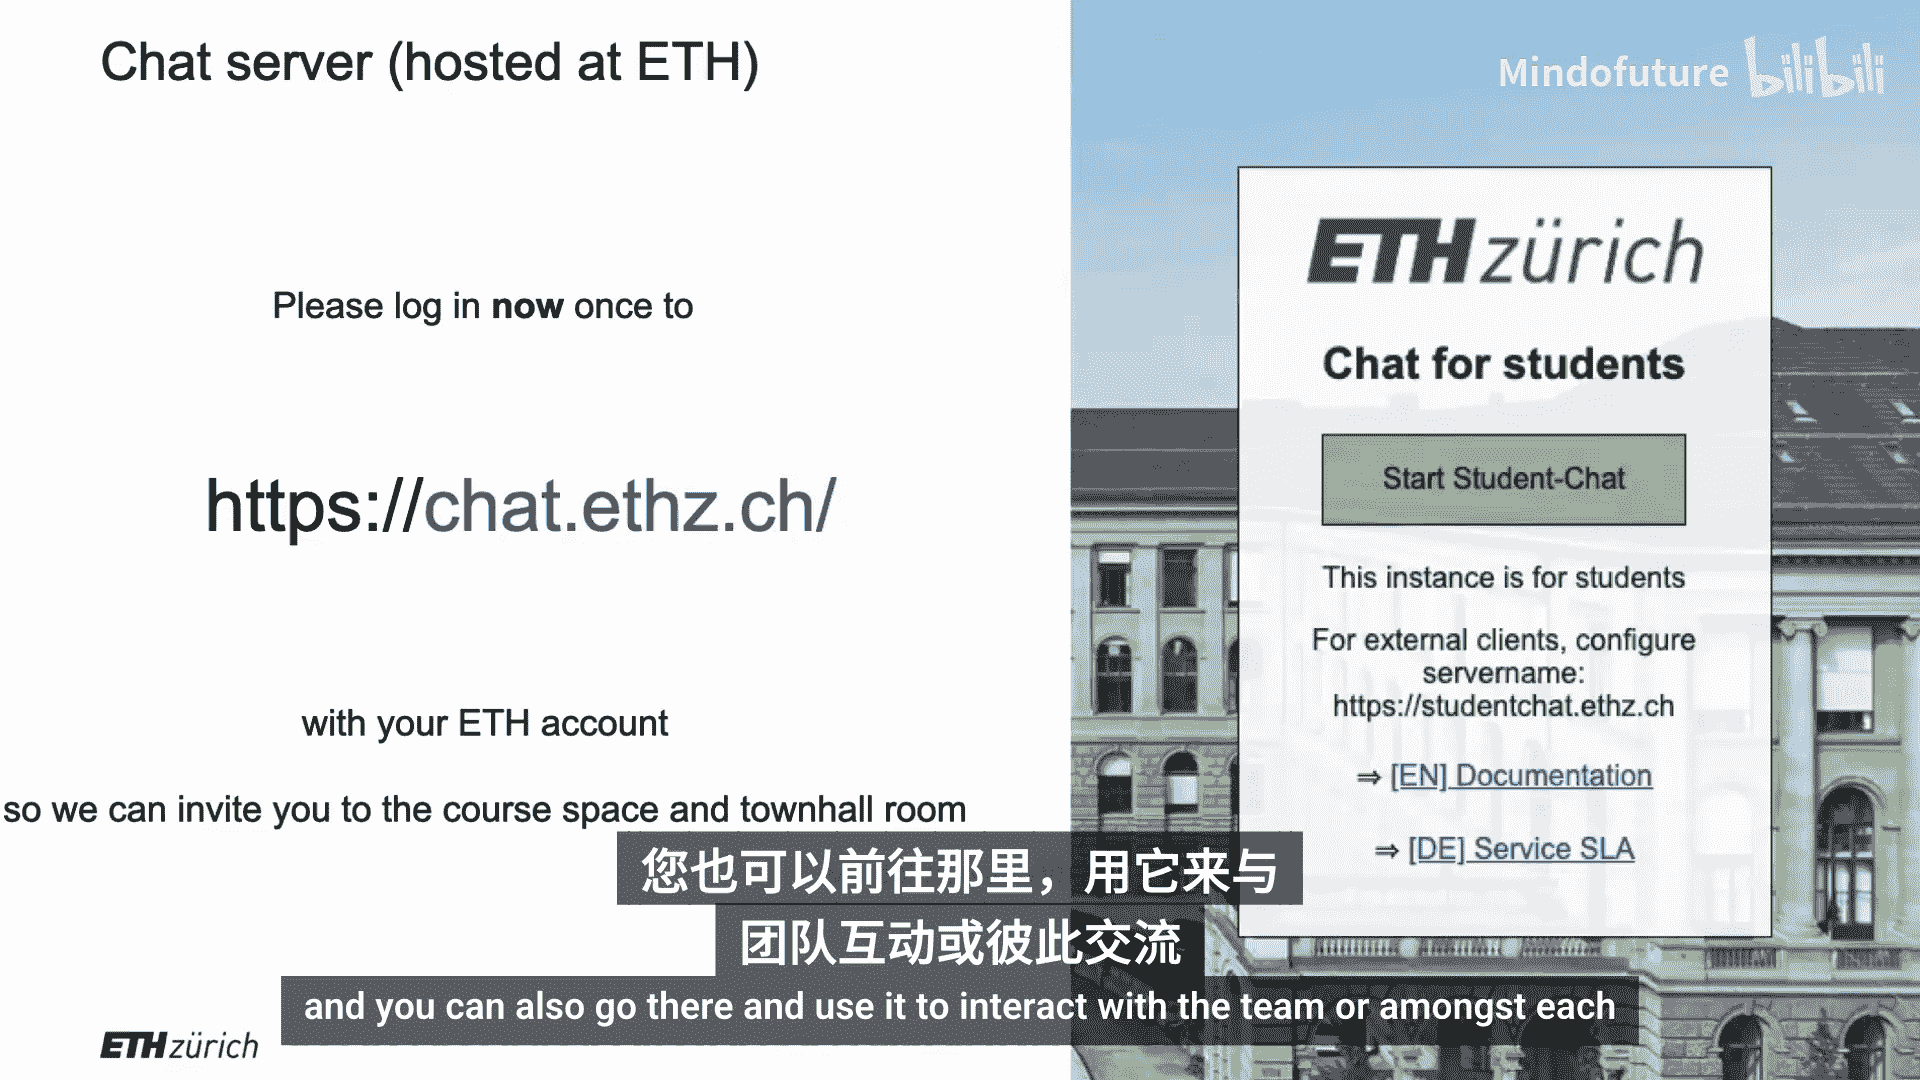 Chat server (hosted at ETH)
Mindofuture bilibili
Please log in now once to
https://chat.ethz.ch/
with your ETH account
so we can invite you to the course space and townhall room
ETH zürich
Chat for students
Start Student-Chat
This instance is for students
For external clients, configure
servername:
https://studentchat.ethz.ch
⇒ [EN] Documentation
⇒ [DE] Service SLA
您也可以前往那里，用它来与
团队互动或彼此交流
and you can also go there and use it to interact with the team or amongst each
ETH zürich